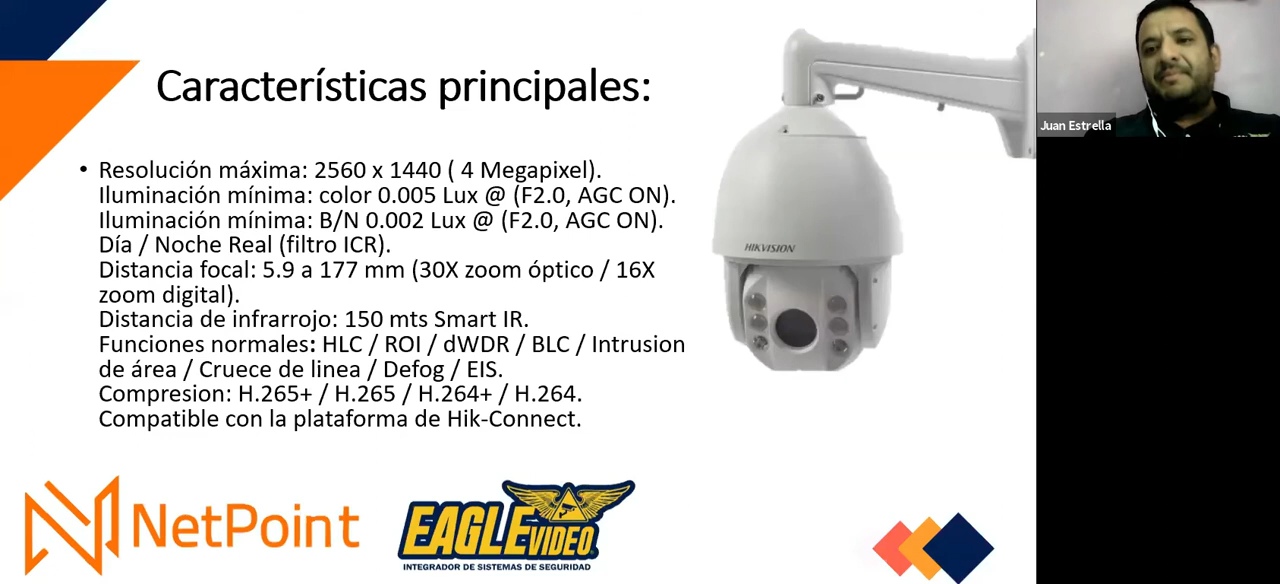 Características principales:
• Resolución máxima: 2560 x 1440 ( 4 Megapixel).
Iluminación mínima: color 0.005 Lux @ (F2.0, AGC ON).
Iluminación mínima: B/N 0.002 Lux @ (F2.0, AGC ON).
Día / Noche Real (filtro ICR).
Distancia focal: 5.9 a 177 mm (30X zoom óptico / 16X
zoom digital).
Distancia de infrarrojo: 150 mts Smart IR.
Funciones normales: HLC / ROI / dWDR / BLC / Intrusion
de área / Cruece de linea / Defog / EIS.
Compresion: H.265+ / H.265 / H.264+ / H.264.
Compatible con la plataforma de Hik-Connect.
HIKVISION
Juan Estrella
NetPoint
EAGLE VIDEO
INTEGRADOR DE SISTEMAS DE SEGURIDAD